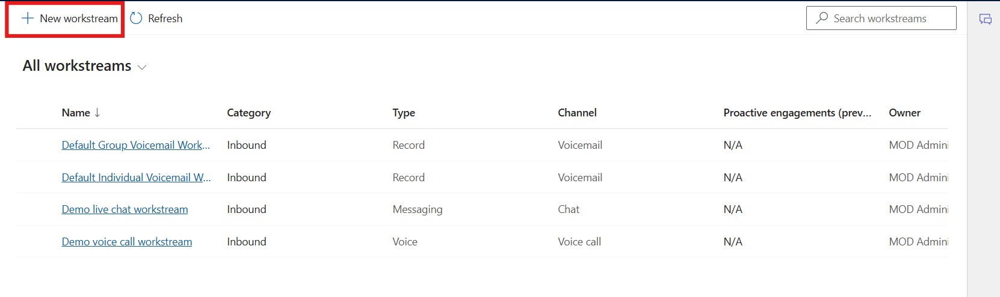 New workstream Refresh Search workstreams
All workstreams
Name ↓ Category Type Channel Proactive engagements (prev... Owner
Default Group Voicemail Work... Inbound Record Voicemail N/A MOD Admini
Default Individual Voicemail W... Inbound Record Voicemail N/A MOD Admini
Demo live chat workstream Inbound Messaging Chat N/A MOD Admini
Demo voice call workstream Inbound Voice Voice call N/A MOD Admini